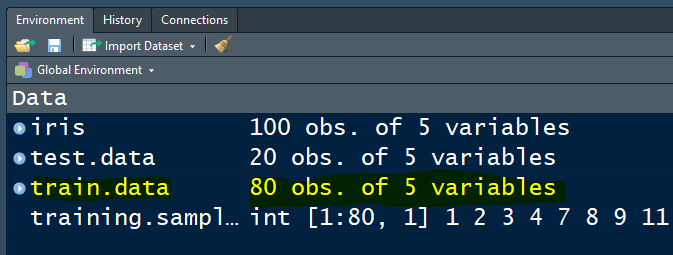 Environment History Connections
Import Dataset
Global Environment
Data
iris 100 obs. of 5 variables
test.data 20 obs. of 5 variables
train.data 80 obs. of 5 variables
training.sampl… int [1:80, 1] 1 2 3 4 7 8 9 11